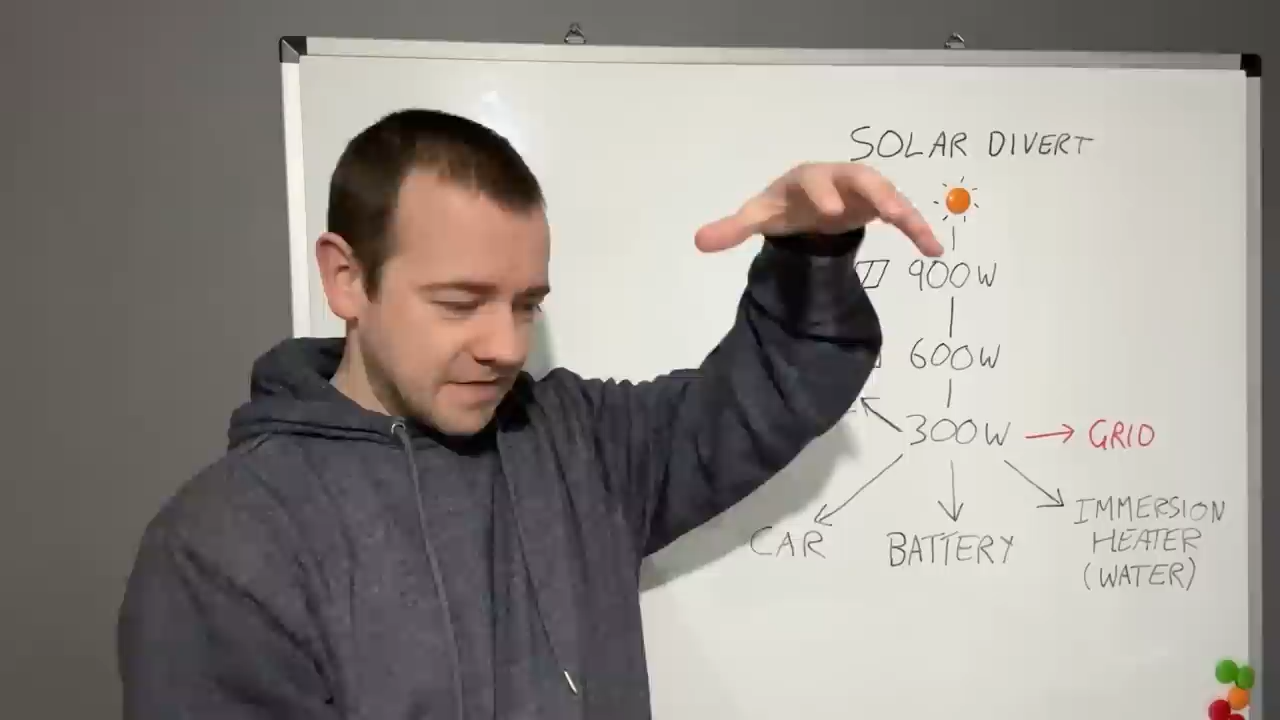 SOLAR DIVERT
900W
600W
300W → GRID
CAR
BATTERY
IMMERSION
HEATER
(WATER)